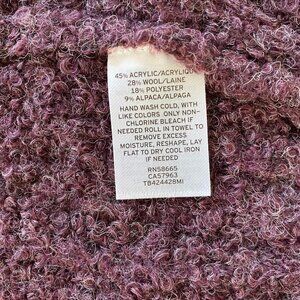 45% ACRYLIC/ACRYLIQUE
28% WOOL/LAINE
18% POLYESTER
9% ALPACA/ALPAGA
HAND WASH COLD, WITH
LIKE COLORS ONLY NON-
CHLORINE BLEACH IF
NEEDED ROLL IN TOWEL TO
REMOVE EXCESS
MOISTURE, RESHAPE, LAY
FLAT TO DRY COOL IRON
IF NEEDED
RN58665
CA57963
TB424428MI